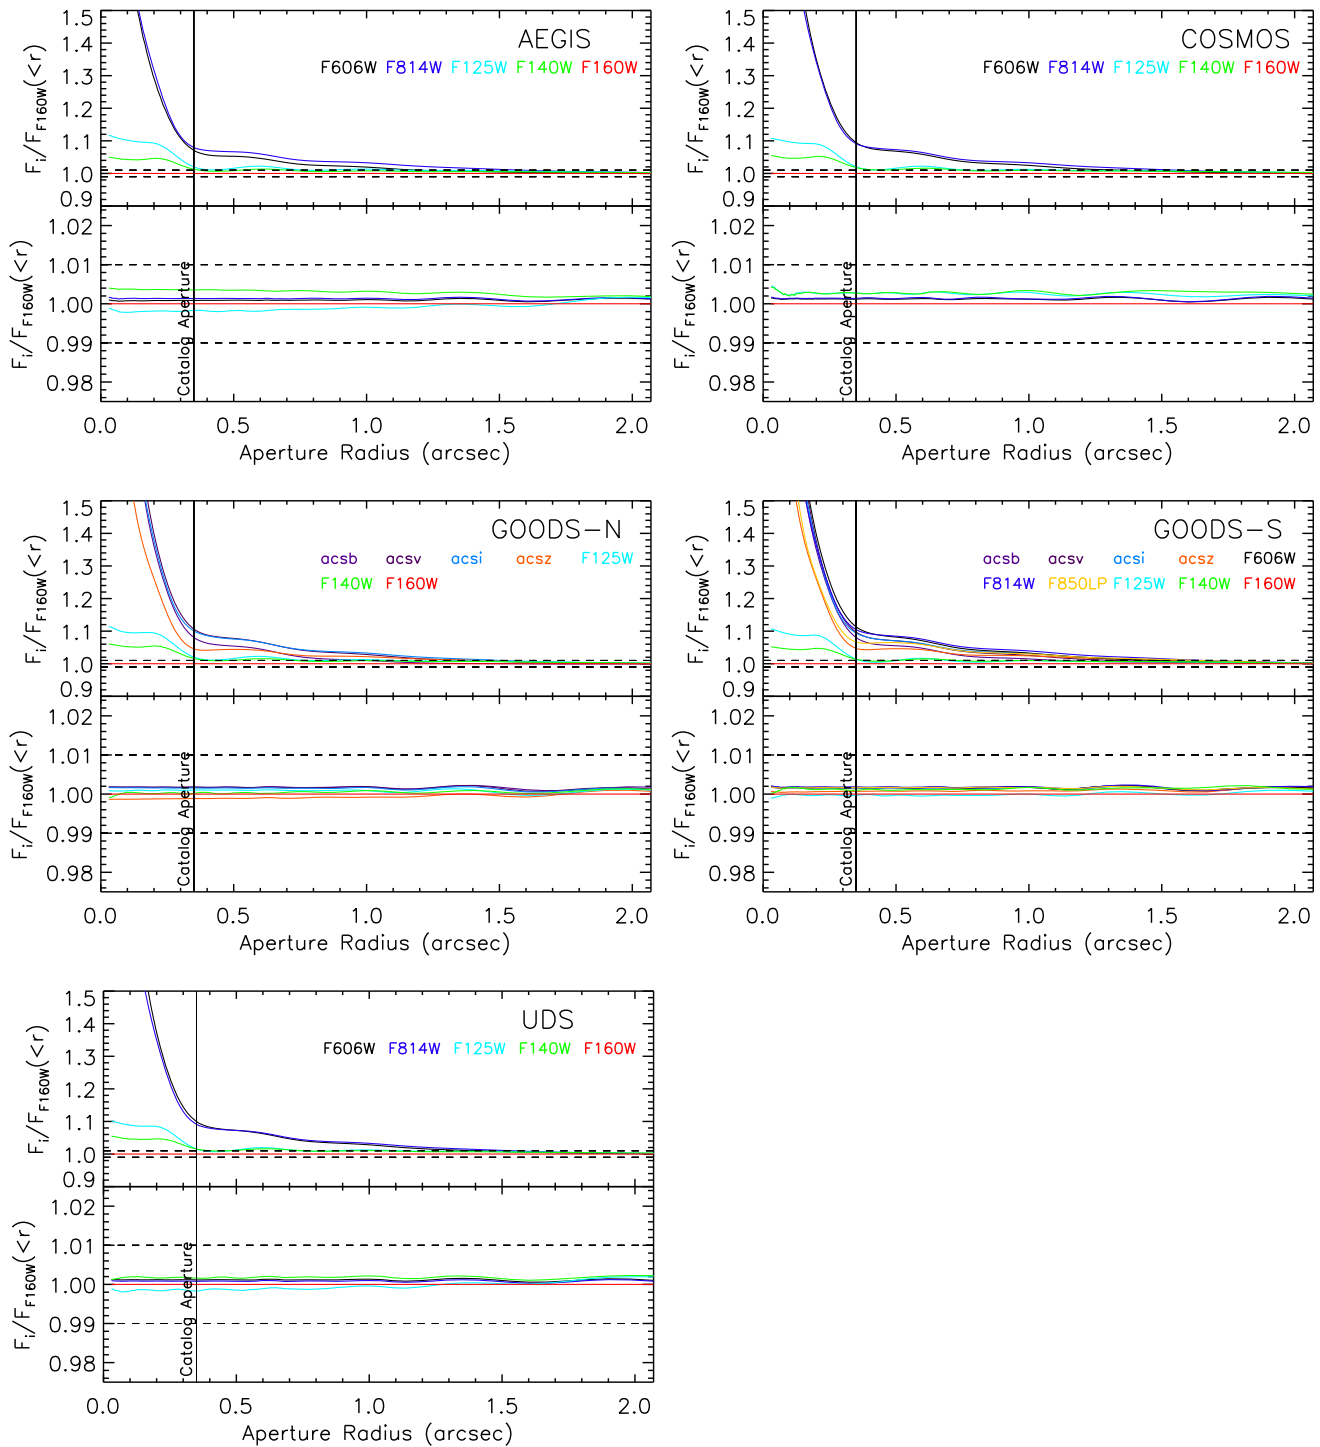 AEGIS
F606W F814W F125W F140W F160W
1.5
1.4
1.3
1.2
1.1
1.0
0.9
Fi/FF160W(<r)
1.02
1.01
1.00
0.99
0.98
Fi/FF160W(<r)
Catalog Aperture
0.0 0.5 1.0 1.5 2.0
Aperture Radius (arcsec)
COSMOS
F606W F814W F125W F140W F160W
1.5
1.4
1.3
1.2
1.1
1.0
0.9
Fi/FF160W(<r)
1.02
1.01
1.00
0.99
0.98
Fi/FF160W(<r)
Catalog Aperture
0.0 0.5 1.0 1.5 2.0
Aperture Radius (arcsec)
GOODS-N
acsb acsv acsi acsz F125W
F140W F160W
1.5
1.4
1.3
1.2
1.1
1.0
0.9
Fi/FF160W(<r)
1.02
1.01
1.00
0.99
0.98
Fi/FF160W(<r)
Catalog Aperture
0.0 0.5 1.0 1.5 2.0
Aperture Radius (arcsec)
GOODS-S
acsb acsv acsi acsz F606W
F814W F850LP F125W F140W F160W
1.5
1.4
1.3
1.2
1.1
1.0
0.9
Fi/FF160W(<r)
1.02
1.01
1.00
0.99
0.98
Fi/FF160W(<r)
Catalog Aperture
0.0 0.5 1.0 1.5 2.0
Aperture Radius (arcsec)
UDS
F606W F814W F125W F140W F160W
1.5
1.4
1.3
1.2
1.1
1.0
0.9
Fi/FF160W(<r)
1.02
1.01
1.00
0.99
0.98
Fi/FF160W(<r)
Catalog Aperture
0.0 0.5 1.0 1.5 2.0
Aperture Radius (arcsec)